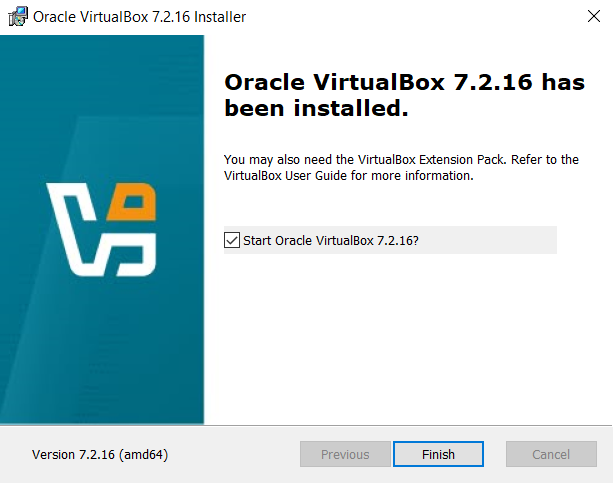 Oracle VirtualBox 7.2.16 Installer
Oracle VirtualBox 7.2.16 has
been installed.
You may also need the VirtualBox Extension Pack. Refer to the
VirtualBox User Guide for more information.
Start Oracle VirtualBox 7.2.16?
Version 7.2.16 (amd64)
Previous
Finish
Cancel